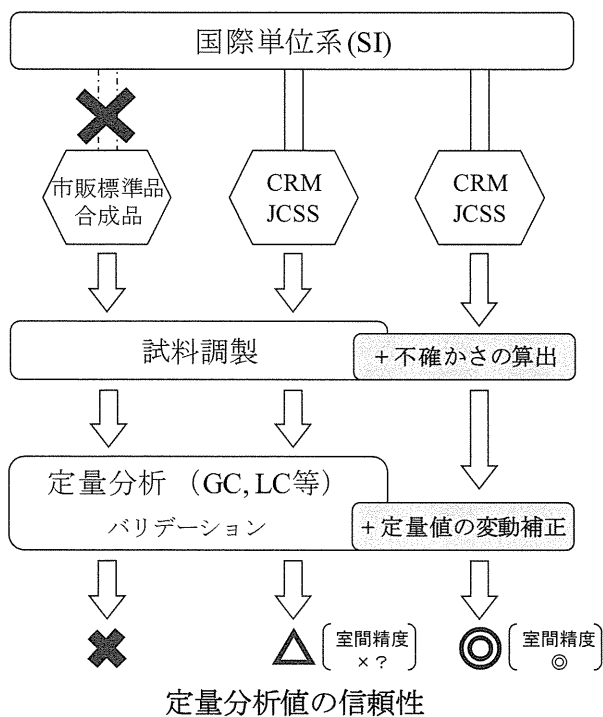 国際単位系(SI)
市販標準品
合成品
CRM
JCSS
CRM
JCSS
試料調製
+不確かさの算出
定量分析 （GC, LC等）
バリデーション
+定量値の変動補正
室間精度
×？
室間精度
◎
定量分析値の信頼性